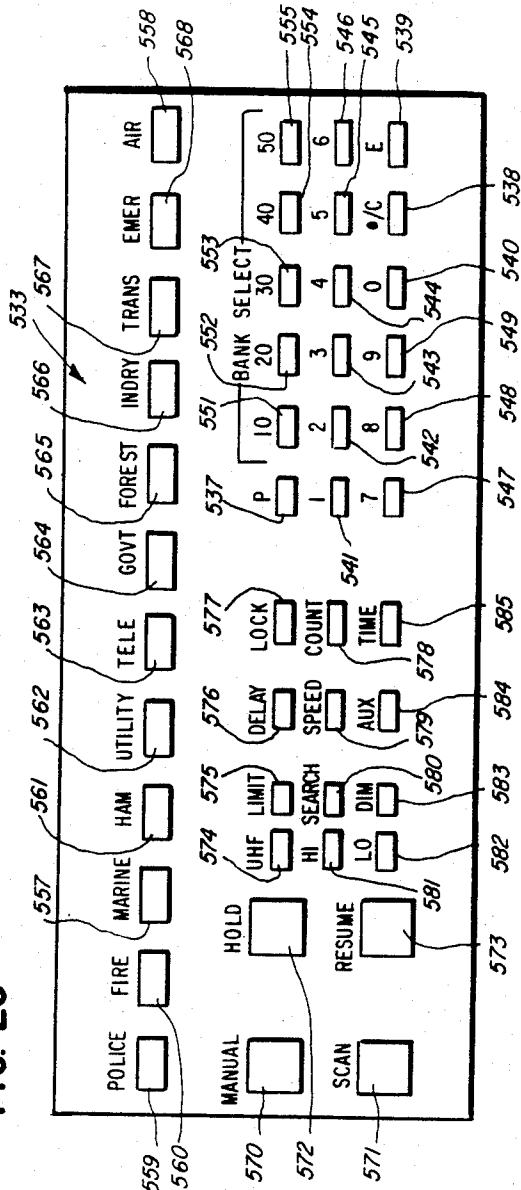 FIG.
557 561 562 563 564 565 566 567 533 568 558
POLICE FIRE MARINE HAM UTILITY TELE GOVT FOREST INDRY TRANS EMER AIR
559 560 574 575 576 577 537 551 552 553 554 555
BANK SELECT
MANUAL HOLD UHF LIMIT DELAY LOCK P 10 20 30 40 50
570 572 HI SEARCH SPEED COUNT 1 2 3 4 5 6 545 546
SCAN RESUME LO DIM AUX TIME 7 8 9 0 •/C E 539
571 573 581 580 579 578 541 542 543 544
582 583 584 585 547 548 549 540 538